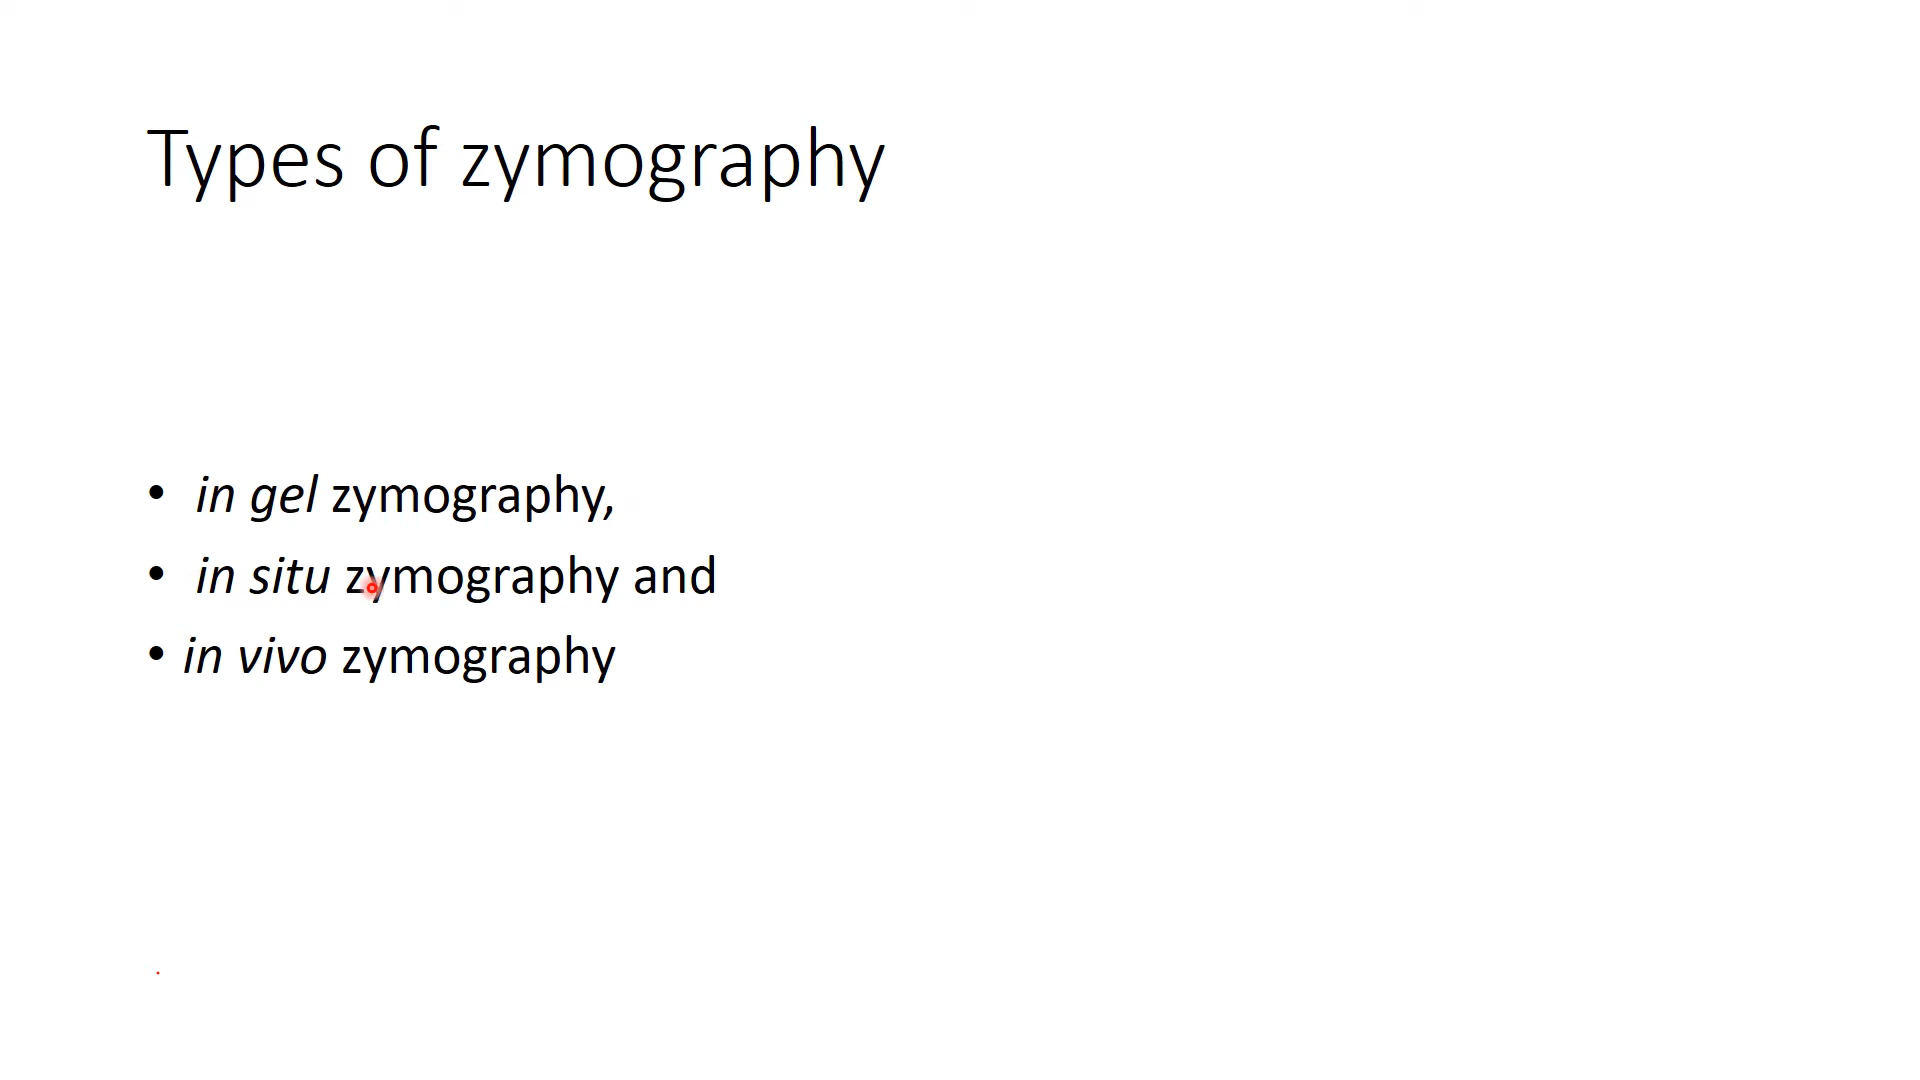 Types of zymography
• in gel zymography,
• in situ zymography and
• in vivo zymography